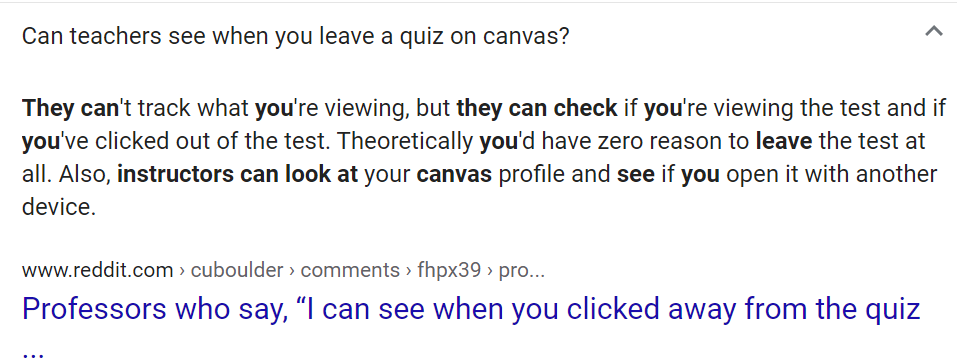 Can teachers see when you leave a quiz on canvas?
They can't track what you're viewing, but they can check if you're viewing the test and if
you've clicked out of the test. Theoretically you'd have zero reason to leave the test at
all. Also, instructors can look at your canvas profile and see if you open it with another
device.
www.reddit.com › cuboulder › comments › fhpx39 › pro...
Professors who say, “I can see when you clicked away from the quiz
...